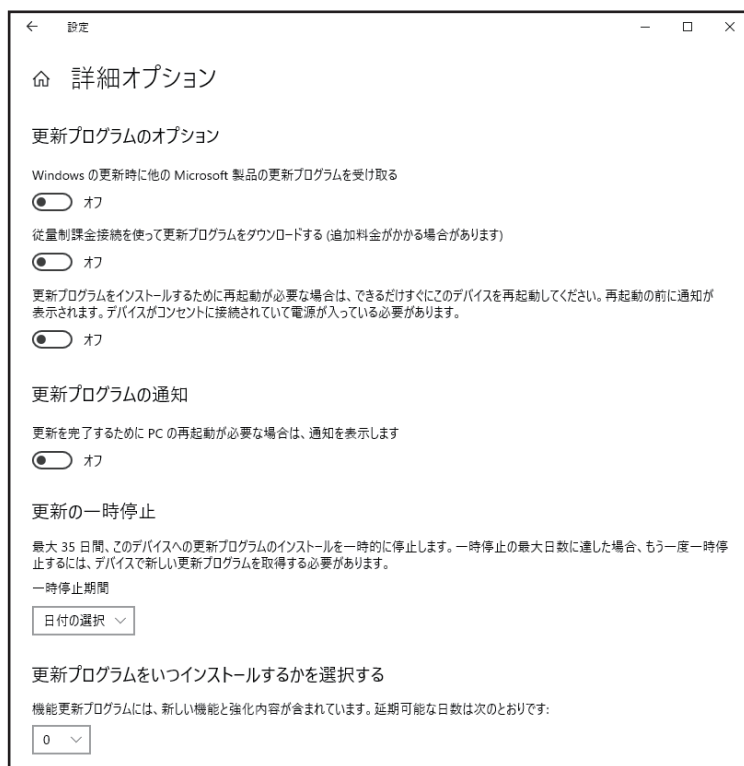 設定
詳細オプション
更新プログラムのオプション
Windows の更新時に他の Microsoft 製品の更新プログラムを受け取る
オフ
従量制課金接続を使って更新プログラムをダウンロードする (追加料金がかかる場合があります)
オフ
更新プログラムをインストールするために再起動が必要な場合は、できるだけすぐにこのデバイスを再起動してください。再起動の前に通知が
表示されます。デバイスがコンセントに接続されていて電源が入っている必要があります。
オフ
更新プログラムの通知
更新を完了するために PC の再起動が必要な場合は、通知を表示します
オフ
更新の一時停止
最大 35 日間、このデバイスへの更新プログラムのインストールを一時的に停止します。一時停止の最大日数に達した場合、もう一度一時停
止するには、デバイスで新しい更新プログラムを取得する必要があります。
一時停止期間
日付の選択
更新プログラムをいつインストールするかを選択する
機能更新プログラムには、新しい機能と強化内容が含まれています。延期可能な日数は次のとおりです:
0